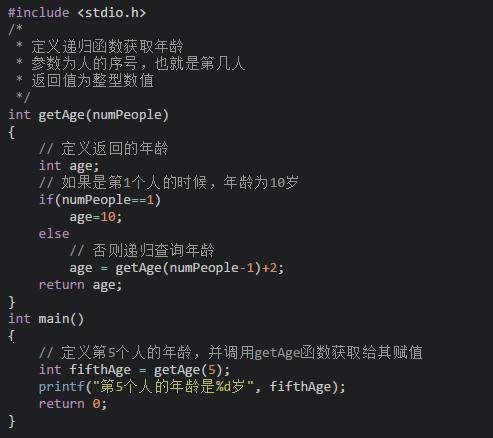 #include <stdio.h>
/*
 * 定义递归函数获取年龄
 * 参数为人的序号，也就是第几人
 * 返回值为整型数值
 */
int getAge(numPeople)
{
    // 定义返回的年龄
    int age;
    // 如果是第1个人的时候，年龄为10岁
    if(numPeople==1)
        age=10;
    else
        // 否则递归查询年龄
        age = getAge(numPeople-1)+2;
    return age;
}
int main()
{
    // 定义第5个人的年龄，并调用getAge函数获取给其赋值
    int fifthAge = getAge(5);
    printf("第5个人的年龄是%d岁", fifthAge);
    return 0;
}